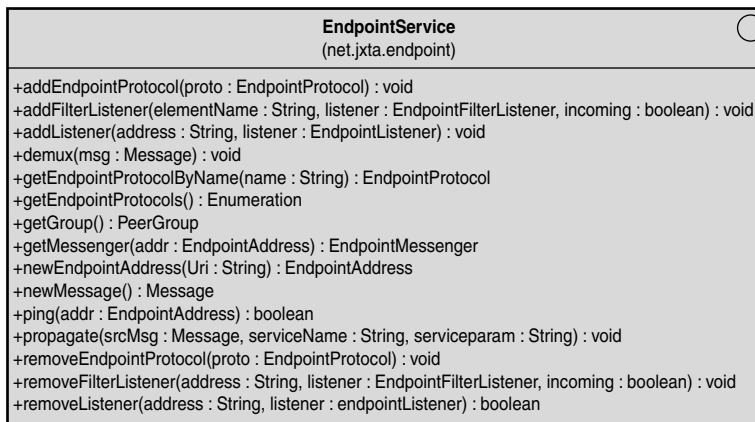 EndpointService
(net.jxta.endpoint)
+addEndpointProtocol(proto : EndpointProtocol) : void
+addFilterListener(elementName : String, listener : EndpointFilterListener, incoming : boolean) : void
+addListener(address : String, listener : EndpointListener) : void
+demux(msg : Message) : void
+getEndpointProtocolByName(name : String) : EndpointProtocol
+getEndpointProtocols() : Enumeration
+getGroup() : PeerGroup
+getMessenger(addr : EndpointAddress) : EndpointMessenger
+newEndpointAddress(Uri : String) : EndpointAddress
+newMessage() : Message
+ping(addr : EndpointAddress) : boolean
+propagate(srcMsg : Message, serviceName : String, serviceparam : String) : void
+removeEndpointProtocol(proto : EndpointProtocol) : void
+removeFilterListener(address : String, listener : EndpointFilterListener, incoming : boolean) : void
+removeListener(address : String, listener : endpointListener) : boolean